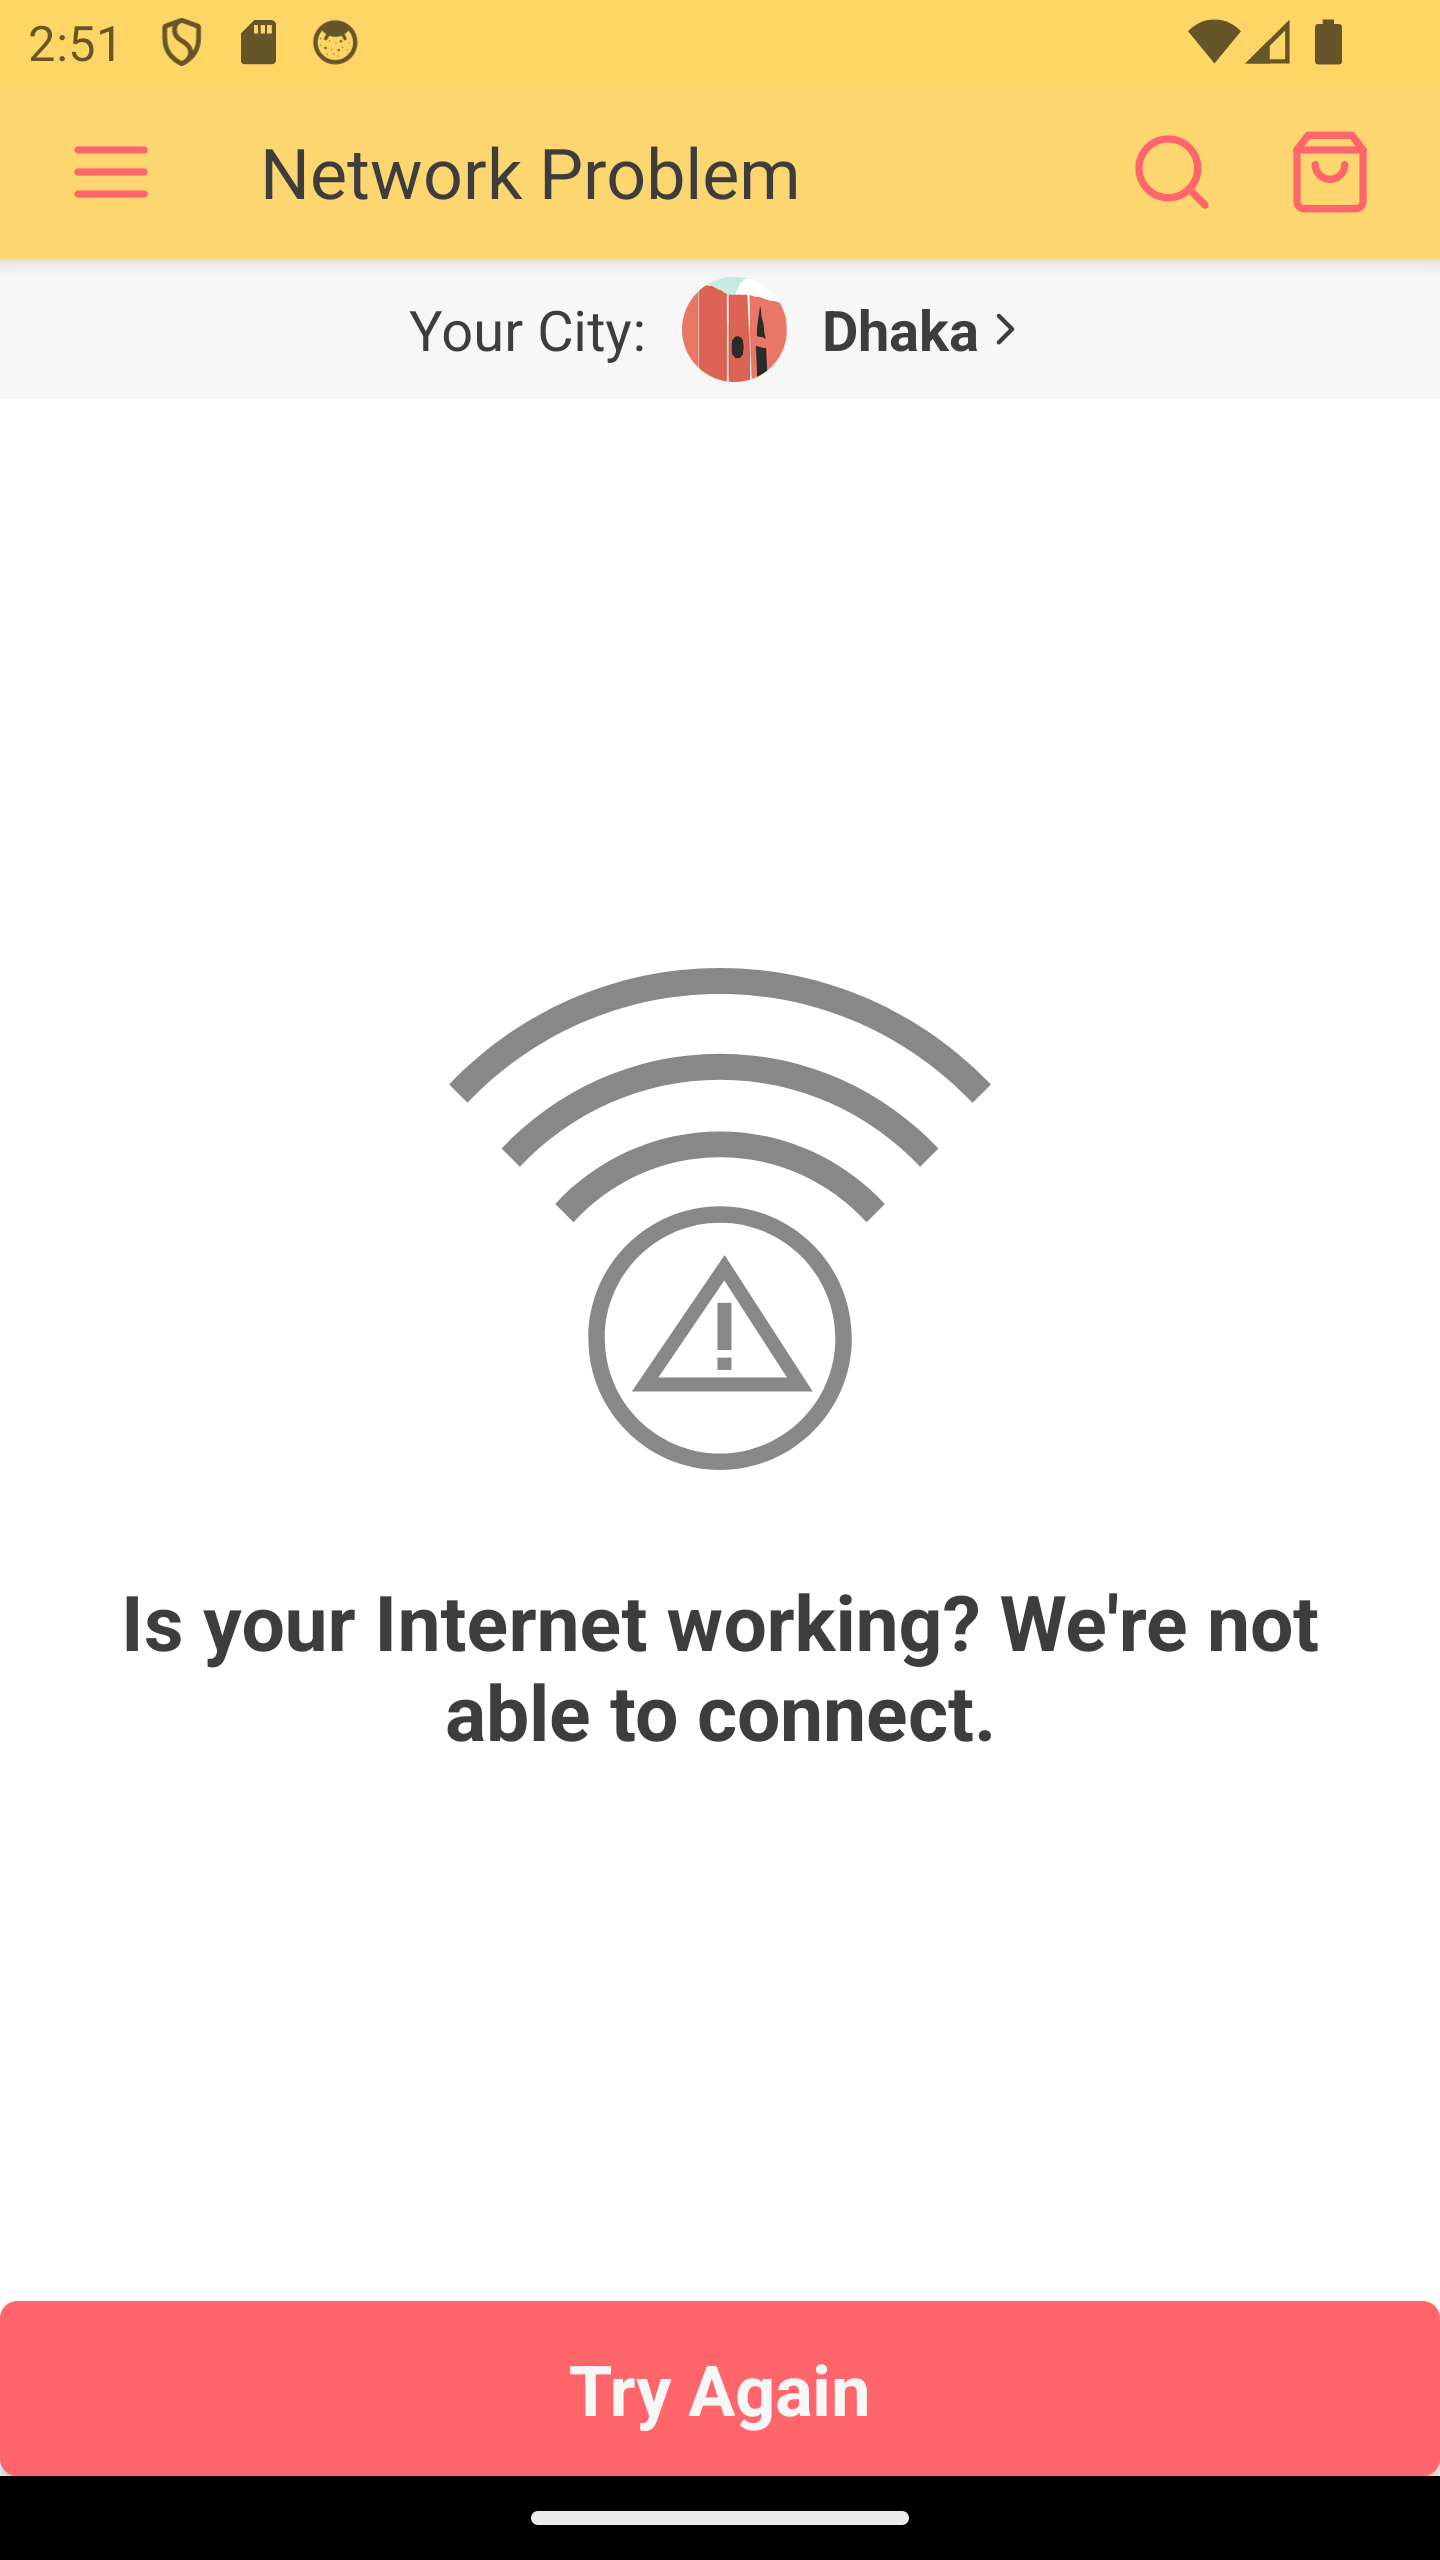 2:51
Network Problem
Your City: Dhaka
Is your Internet working? We're not
able to connect.
Try Again